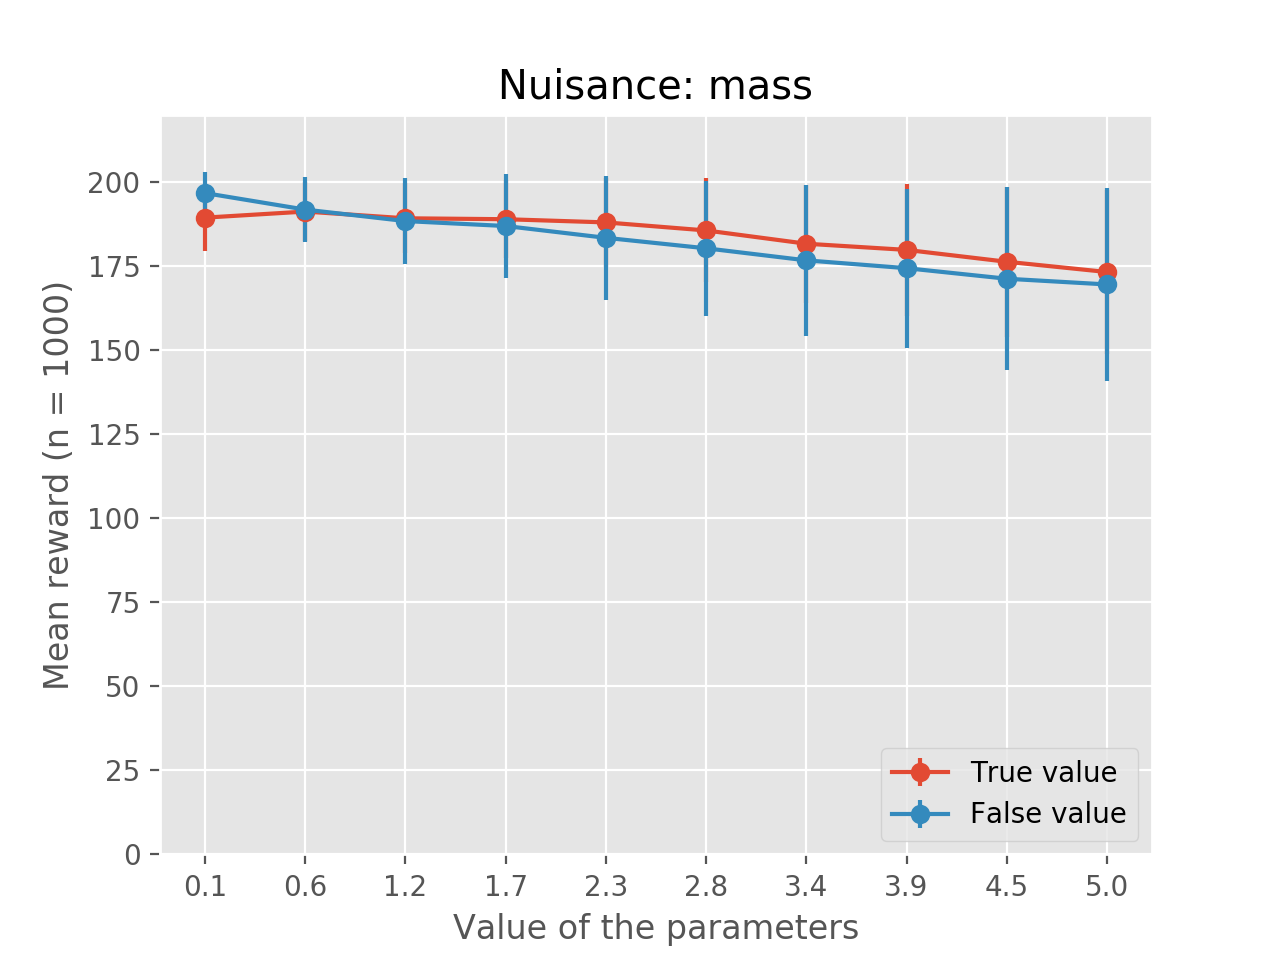 Nuisance: mass
Mean reward (n = 1000)
200
175
150
125
100
75
50
25
0
True value
False value
0.1 0.6 1.2 1.7 2.3 2.8 3.4 3.9 4.5 5.0
Value of the parameters